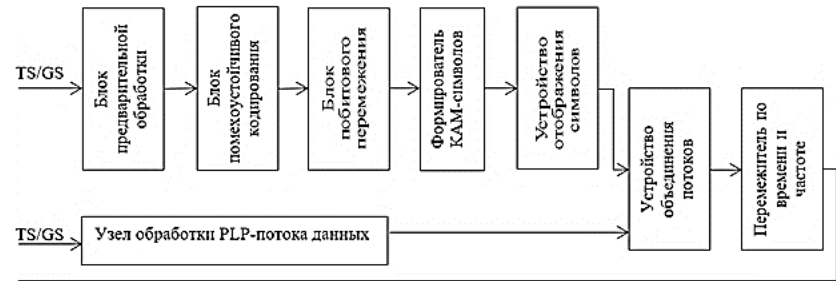 TS/GS
Блок
предварительной
обработки
Блок
помехоустойчивого
кодирования
Блок
побитового
перемежения
Формирователь
КАМ-символов
Устройство
отображения
символов
Устройство
объединения
потоков
Перемежитель по
времени и
частоте
TS/GS
Узел обработки PLP-потока данных